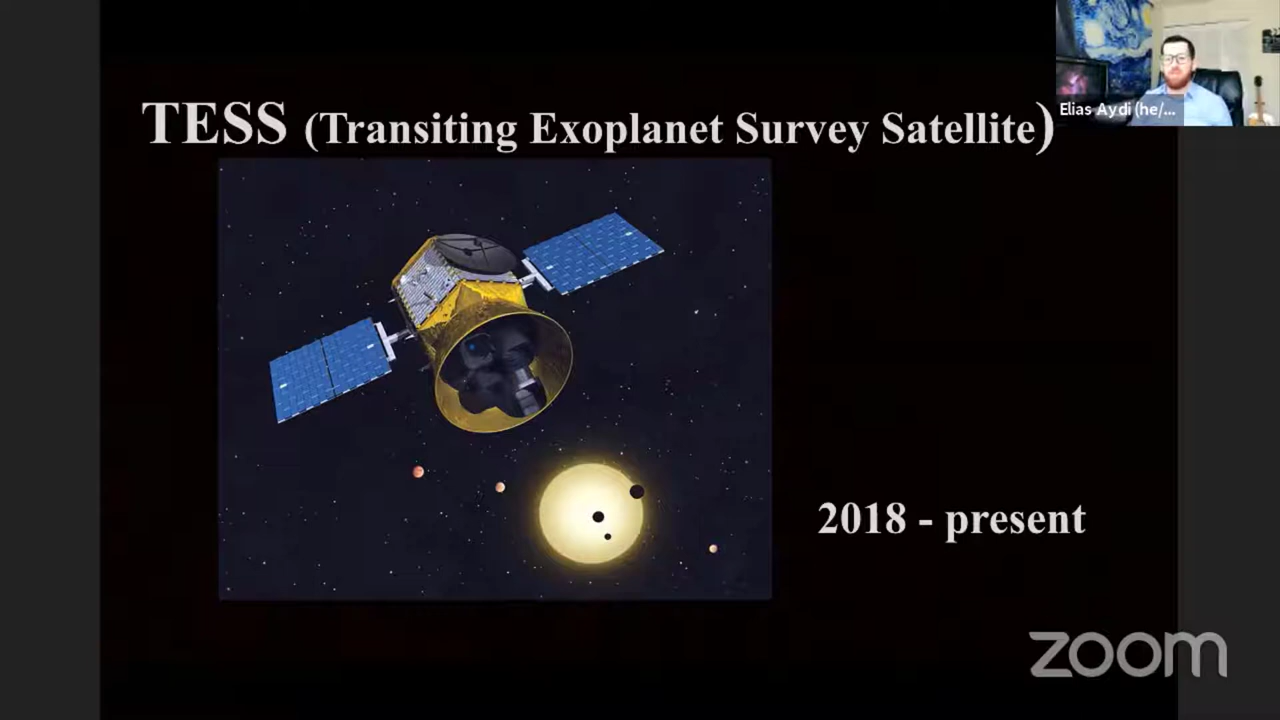 TESS (Transiting Exoplanet Survey Satellite)
Elias Aydi (he/...
2018 - present
zoom